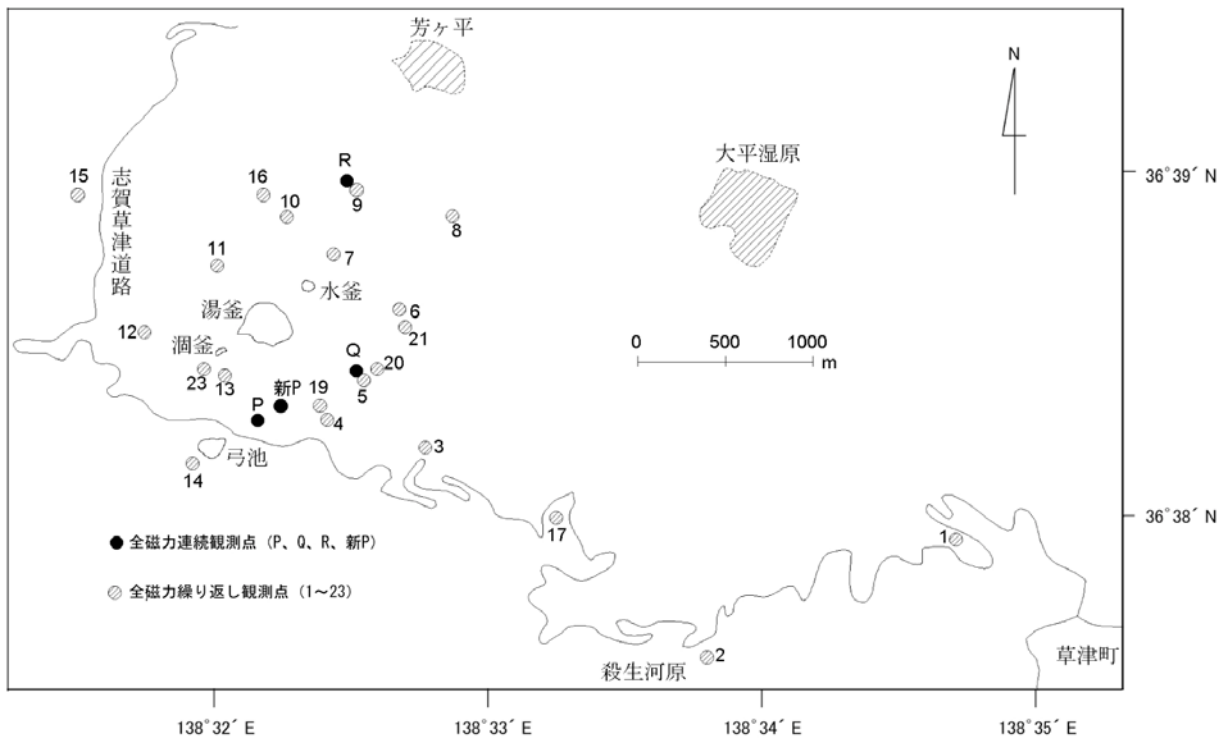 芳ヶ平
N
大平湿原
36°39′ N
15
志賀草津道路
16
R
9
10
8
11
7
水釜
湯釜
6
21
12
涸釜
0 500 1000
m
Q
20
23
13
5
新P
19
P
4
弓池
3
14
36°38′ N
17
1
全磁力連続観測点（P、Q、R、新P）
全磁力繰り返し観測点（1～23）
殺生河原
2
草津町
138°32′ E
138°33′ E
138°34′ E
138°35′ E